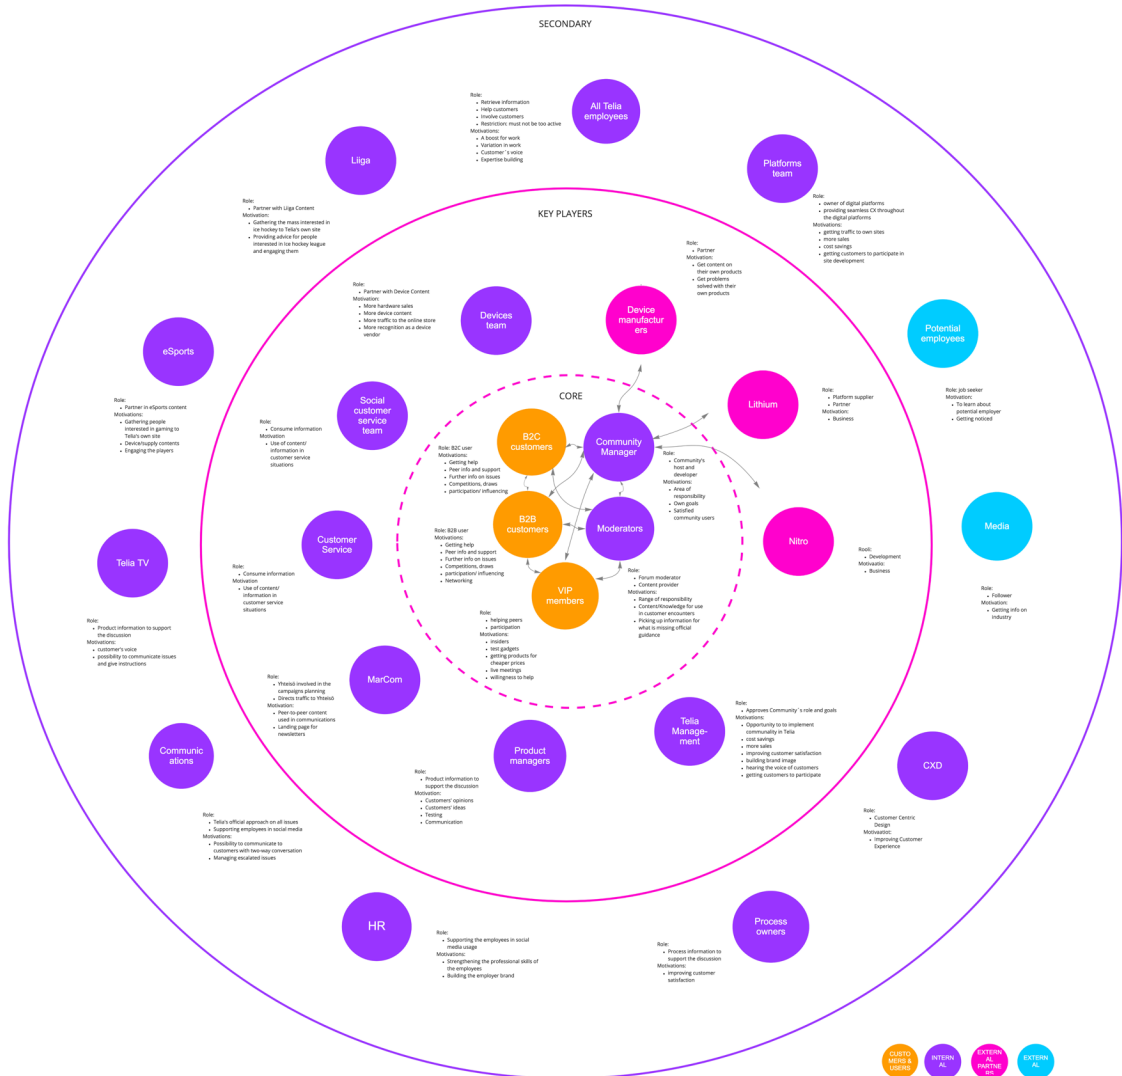 SECONDARY
All Telia
employees
Role:
• Retrieve information
• Help customers
• Involve customers
• Restriction: must not be too active
Motivations:
• A boost for work
• Variation in work
• Customer´s voice
• Expertise building
Liiga
Role:
• Partner with Liiga Content
Motivation:
• Gathering the mass interested in
ice hockey to Telia's own site
• Providing advice for people
interested in ice hockey league
and engaging them
Platforms
team
Role:
• owner of digital platforms
• providing seamless CX throughout
the digital platforms
Motivations:
• getting traffic to own sites
• more sales
• cost savings
• getting customers to participate in
site development
KEY PLAYERS
Role:
• Partner
Motivation:
• Get content on
their own products
• Get problems
solved with their
own products
Device
manufactur
ers
Role:
• Partner with Device Content
Motivation:
• More hardware sales
• More device content
• More traffic to the online store
• More recognition as a device
vendor
Devices
team
eSports
Role:
• Partner in eSports content
Motivations:
• Gathering people
interested in gaming to
Telia's own site
• Device/supply contents
• Engaging the players
Potential
employees
Role: job seeker
Motivation:
• To learn about
potential employer
• Getting noticed
Social
customer
service team
Role:
• Consume information
Motivation
• Use of content/
information in
customer service
situations
Lithium
Role:
• Platform supplier
• Partner
Motivation:
• Business
CORE
B2C
customers
Role: B2C user
Motivations:
• Getting help
• Peer info and support
• Further info on issues
• Competitions, draws
• participation/ influencing
Community
Manager
Role:
• Community's
host and
developer
Motivations:
• Area of
responsibility
• Own goals
• Satisfied
community users
B2B
customers
Role: B2B user
Motivations:
• Getting help
• Peer info and support
• Further info on issues
• Competitions, draws
• participation/ influencing
• Networking
Moderators
Role:
• Forum moderator
• Content provider
Motivations:
• Range of responsibility
• Content/Knowledge for use
in customer encounters
• Picking up information for
what is missing official
guidance
VIP
members
Role:
• helping peers
• participation
Motivations:
• insiders
• test gadgets
• getting products for
cheaper prices
• live meetings
• willingness to help
Customer
Service
Role:
• Consume information
Motivation
• Use of content/
information in
customer service
situations
Nitro
Rooli:
• Development
Motivaatio:
• Business
Media
Role:
• Follower
Motivation:
• Getting info on
industry
Telia TV
Role:
• Product information to support
the discussion
Motivations:
• customer's voice
• possibility to communicate issues
and give instructions
MarCom
Role:
• Yhteisö involved in the
campaigns planning
• Directs traffic to Yhteisö
Motivation:
• Peer-to-peer content
used in communications
• Landing page for
newsletters
Telia
Manage-
ment
Role:
• Approves Community´s role and goals
Motivations:
• Opportunity to to implement
communality in Telia
• cost savings
• more sales
• improving customer satisfaction
• building brand image
• hearing the voice of customers
• getting customers to participate
Product
managers
Role:
• Product information to
support the discussion
Motivation:
• Customers' opinions
• Customers' ideas
• Testing
• Communication
Communic
ations
Role:
• Telia's official approach on all issues
• Supporting employees in social media
Motivations:
• Possibility to communicate to
customers with two-way conversation
• Managing escalated issues
CXD
Role:
• Customer Centric
Design
Motivaatiot:
• improving Customer
Experience
HR
Role:
• Supporting the employees in social
media usage
Motivations:
• Strengthening the professional skills of
the employees
• Building the employer brand
Process
owners
Role:
• Process information to
support the discussion
Motivations:
• improving customer
satisfaction
CUSTO
MERS &
USERS
INTERN
AL
EXTERN
AL
PARTNE
RS
EXTERN
AL